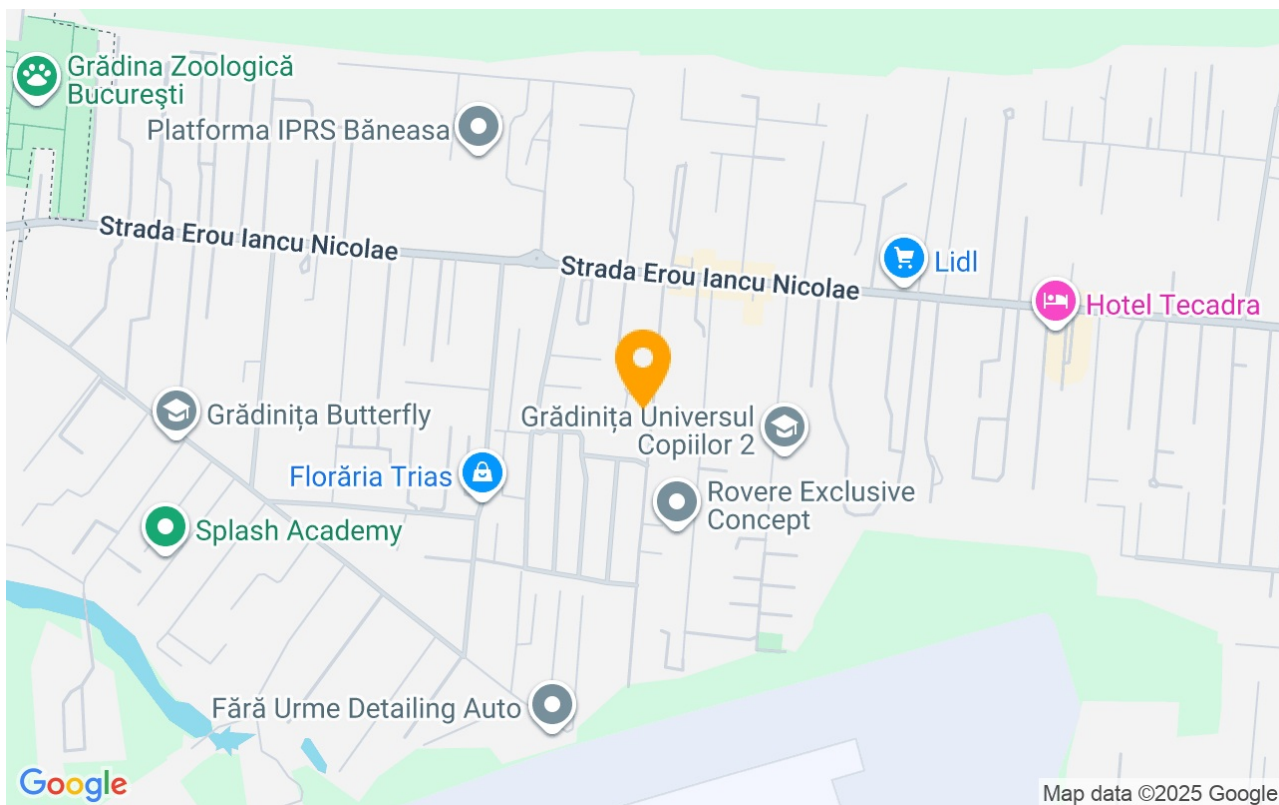 Grădina Zoologică
București
Platforma IPRS Băneasa
Strada Erou Iancu Nicolae
Strada Erou Iancu Nicolae
Lidl
Hotel Tecadra
Grădinița Butterfly
Grădinița Universul
Copiilor 2
Florăria Trias
Rovere Exclusive
Concept
Splash Academy
Fără Urme Detailing Auto
Google
Map data ©2025 Google